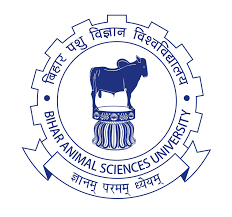 बिहार पशु विज्ञान विश्वविद्यालय
BIHAR ANIMAL SCIENCES UNIVERSITY
ज्ञानम् परमम् ध्येयम्